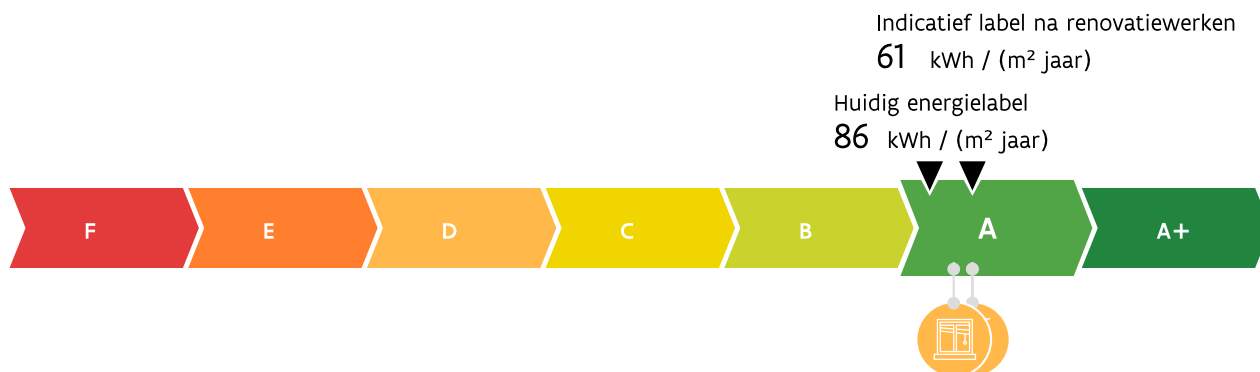 Indicatief label na renovatiewerken
61 kWh / (m² jaar)
Huidig energielabel
86 kWh / (m² jaar)
F E D C B A A+